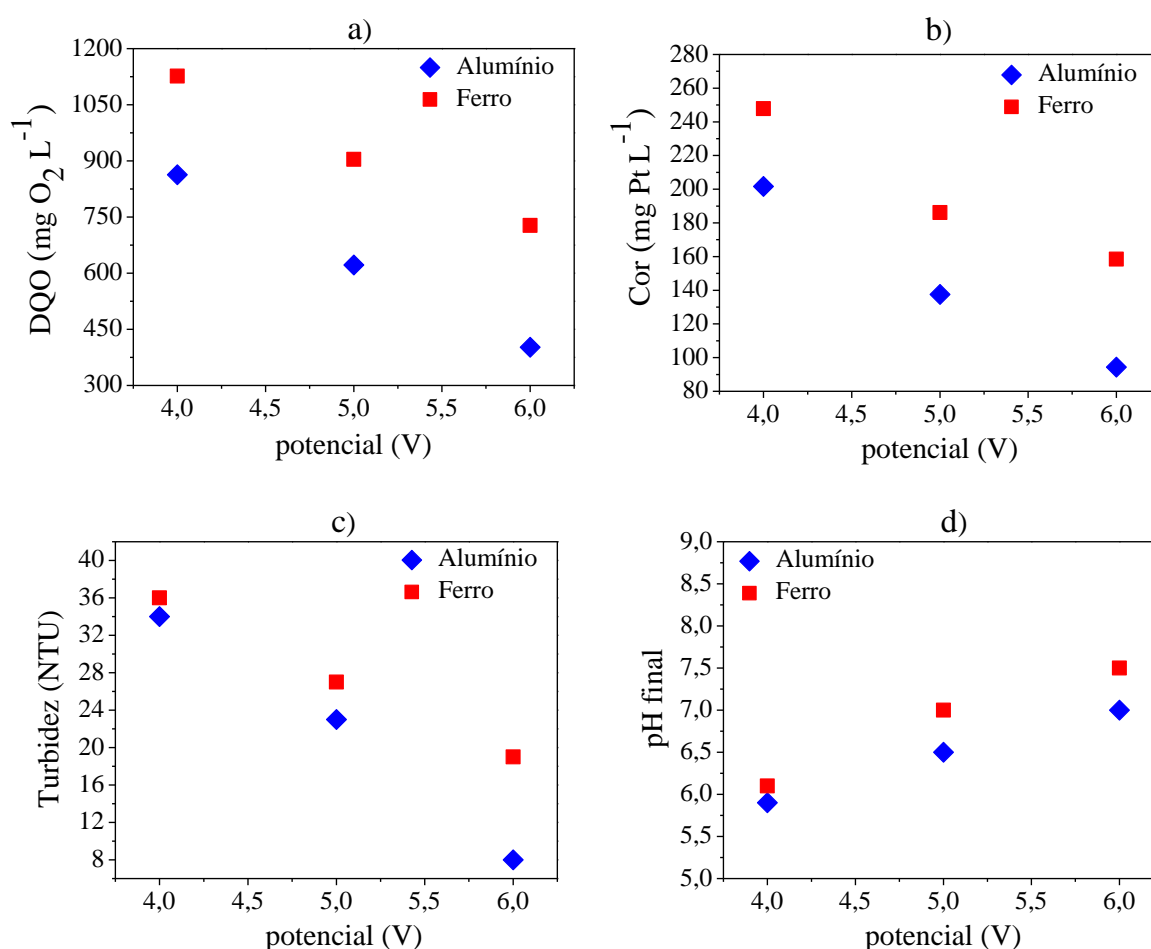 a)
1200
1050
900
750
600
450
300
DQO (mg O2 L-1)
Alumínio
Ferro
4,0 4,5 5,0 5,5 6,0
potencial (V)
b)
280
260
240
220
200
180
160
140
120
100
80
Cor (mg Pt L-1)
Alumínio
Ferro
4,0 4,5 5,0 5,5 6,0
potencial (V)
c)
40
36
32
28
24
20
16
12
8
Turbidez (NTU)
Alumínio
Ferro
4,0 4,5 5,0 5,5 6,0
potencial (V)
d)
9,0
8,5
8,0
7,5
7,0
6,5
6,0
5,5
5,0
pH final
Alumínio
Ferro
4,0 4,5 5,0 5,5 6,0
potencial (V)